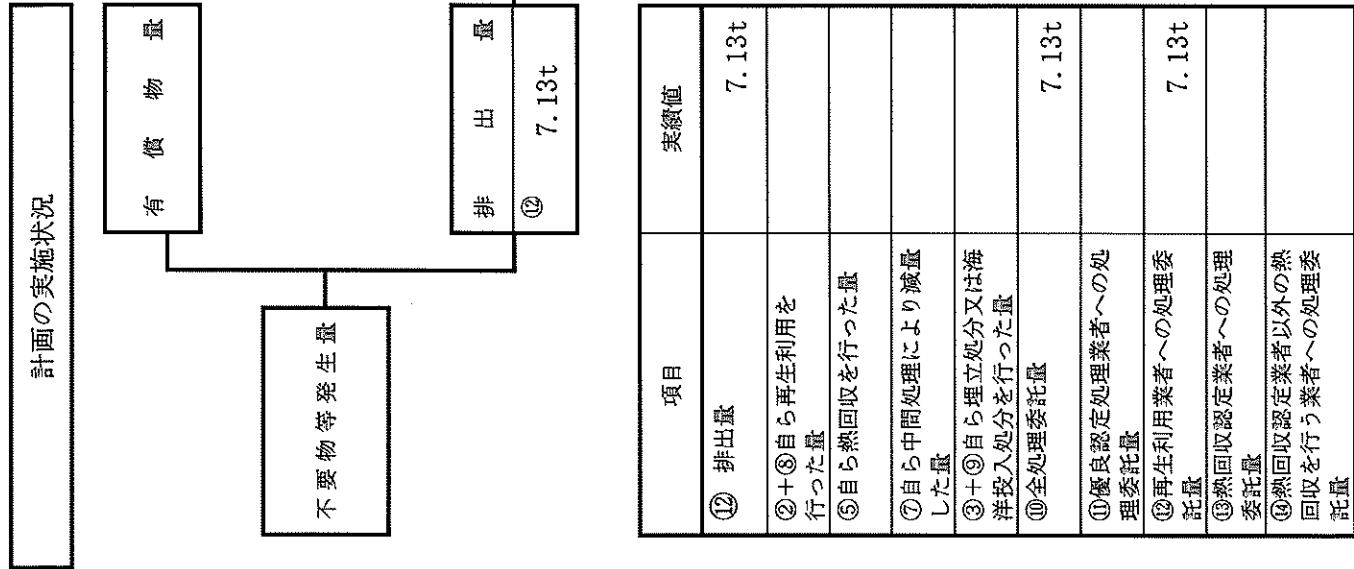 計画の実施状況
有償物量
不要物等発生量
排出量
⑫
7.13t
項目
実績値
⑫ 排出量
7.13t
②+⑧自ら再生利用を
行った量
⑤自ら熱回収を行った量
⑦自ら中間処理により減量
した量
③+⑨自ら埋立処分又は海
洋投入処分を行った量
⑩全処理委託量
7.13t
⑪優良認定処理業者への処
理委託量
⑫再生利用業者への処理委
託量
7.13t
⑬熱回収認定業者への処理
委託量
⑭熱回収認定業者以外の熱
回収を行う業者への処理委
託量